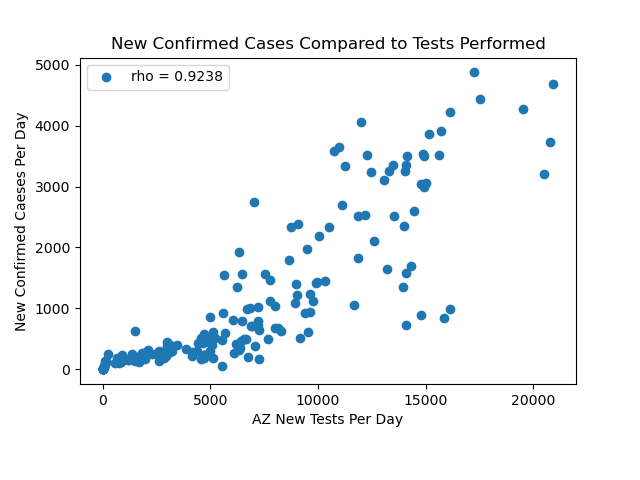 New Confirmed Cases Compared to Tests Performed
rho = 0.9238
5000
4000
3000
2000
1000
0
New Confirmed Caeses Per Day
0 5000 10000 15000 20000
AZ New Tests Per Day